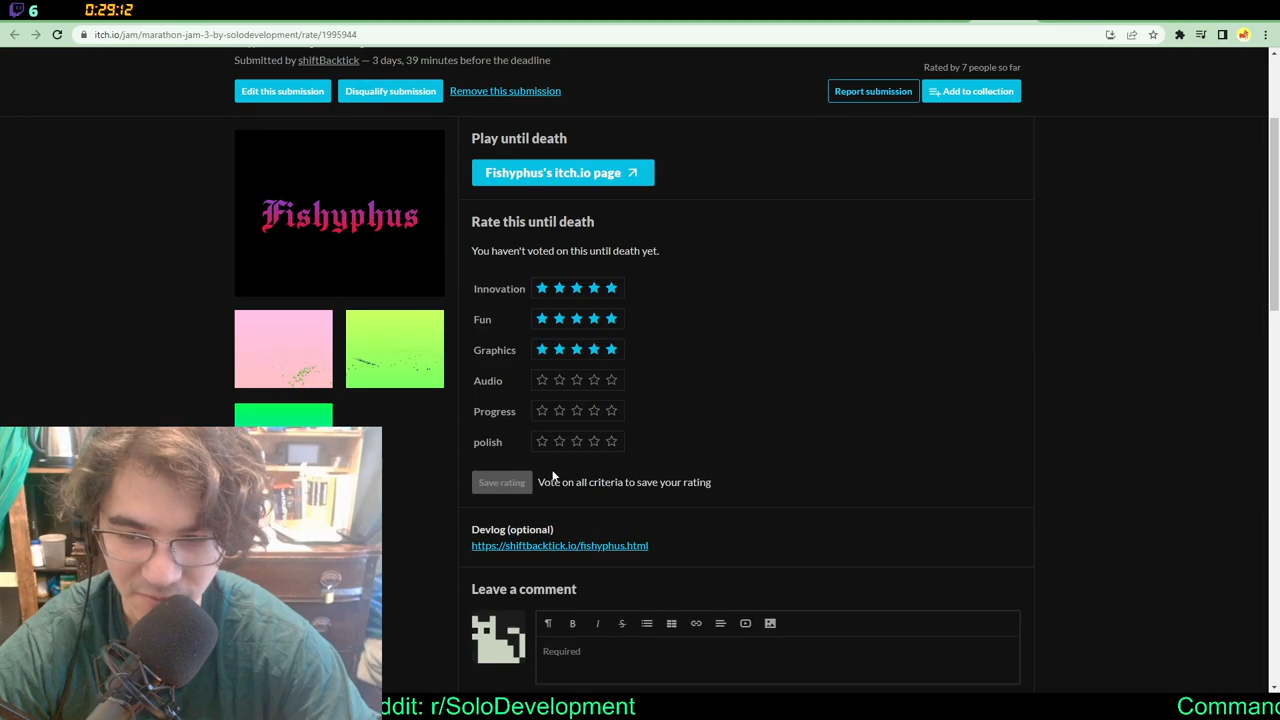 6
0:29:12
itch.io/jam/marathon-jam-3-by-solodevelopment/rate/1995944
Submitted by shiftBacktick — 3 days, 39 minutes before the deadline
Rated by 7 people so far
Edit this submission
Disqualify submission
Remove this submission
Report submission
Add to collection
Play until death
Fishyphus's itch.io page
Fishyphus
Rate this until death
You haven't voted on this until death yet.
Innovation
Fun
Graphics
Audio
Progress
polish
Save rating
Vote on all criteria to save your rating
Devlog (optional)
https://shiftbacktick.io/fishyphus.html
Leave a comment
Required
ddit: r/SoloDevelopment
Command